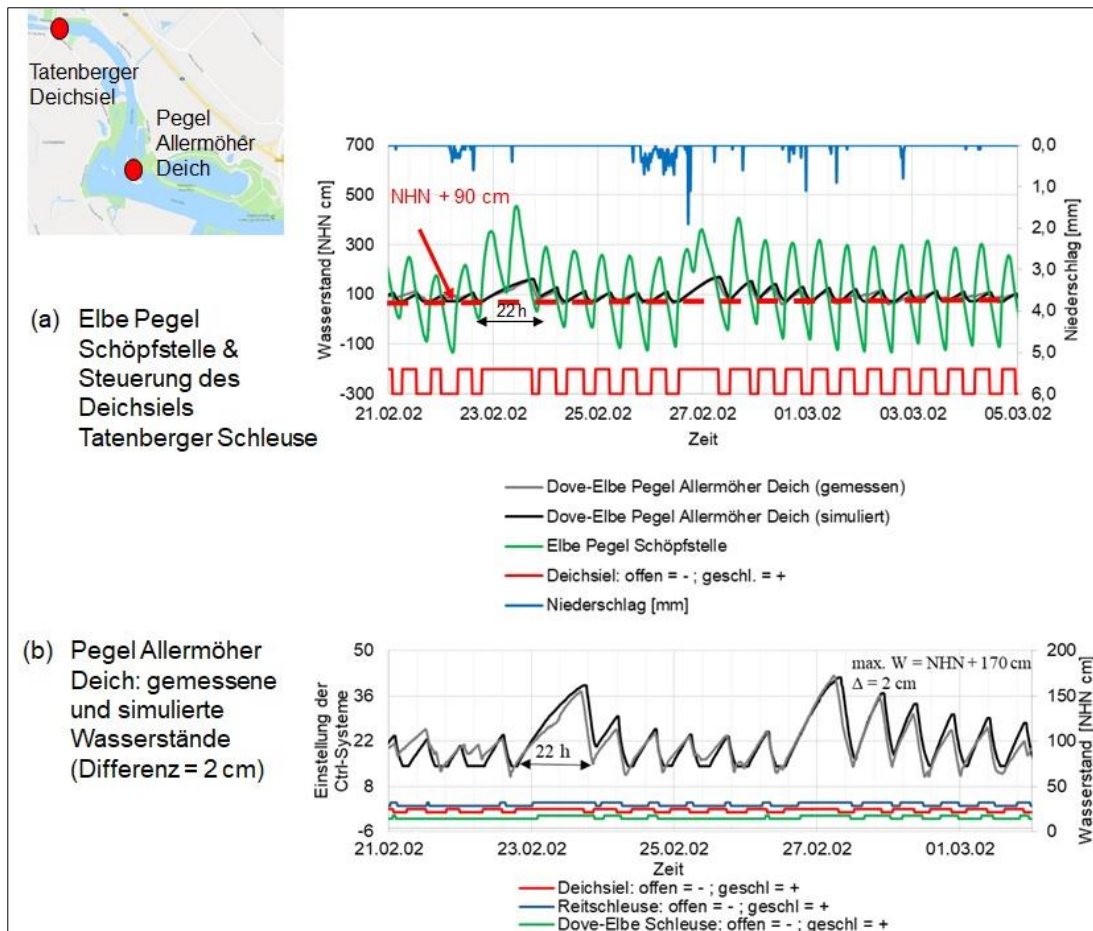 Tatenberger
Deichsiel
Pegel
Allermöher
Deich
(a) Elbe Pegel
Schöpfstelle &
Steuerung des
Deichsiels
Tatenberger Schleuse
Wasserstand [NHN cm]
700
500
300
100
-100
-300
NHN + 90 cm
22 h
0,0
1,0
2,0
3,0
4,0
5,0
6,0
Niederschlag [mm]
21.02.02 23.02.02 25.02.02 27.02.02 01.03.02 03.03.02 05.03.02
Zeit
Dove-Elbe Pegel Allermöher Deich (gemessen)
Dove-Elbe Pegel Allermöher Deich (simuliert)
Elbe Pegel Schöpfstelle
Deichsiel: offen = - ; geschl. = +
Niederschlag [mm]
(b) Pegel Allermöher
Deich: gemessene
und simulierte
Wasserstände
(Differenz = 2 cm)
Einstellung der
Ctrl-Systeme
50
36
22
8
-6
max. W = NHN + 170 cm
Δ = 2 cm
22 h
200
150
100
50
0
Wasserstand [NHN cm]
21.02.02 23.02.02 25.02.02 27.02.02 01.03.02
Zeit
Deichsiel: offen = - ; geschl = +
Reitschleuse: offen = - ; geschl = +
Dove-Elbe Schleuse: offen = - ; geschl = +